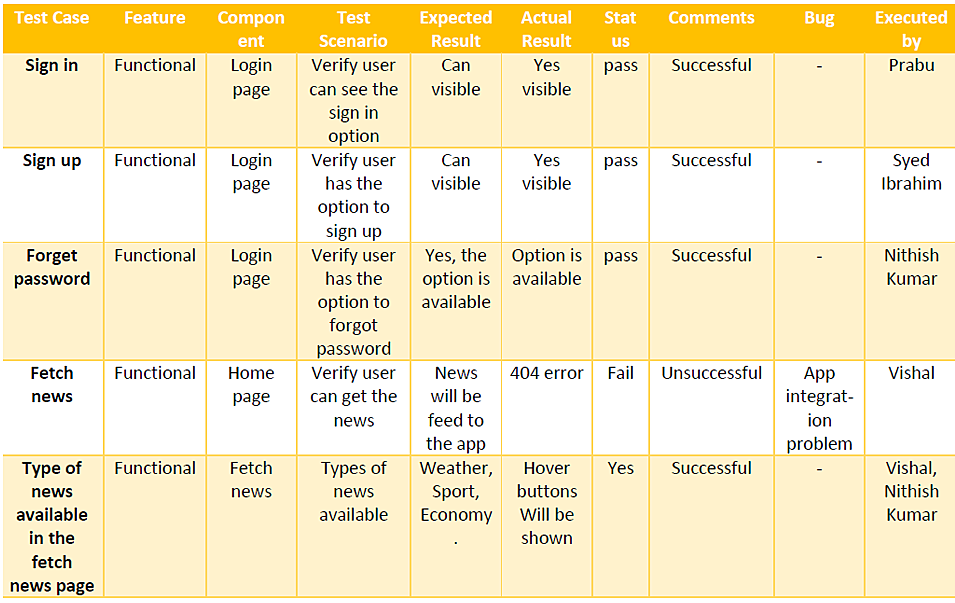 Test Case Feature Compon Test Expected Actual Stat Comments Bug Executed
ent Scenario Result Result us by
Sign in Functional Login Verify user Can Yes pass Successful - Prabu
page can see the visible visible
sign in
option
Sign up Functional Login Verify user Can Yes pass Successful - Syed
page has the visible visible Ibrahim
option to
sign up
Forget Functional Login Verify user Yes, the Option is pass Successful - Nithish
password page has the option is available Kumar
option to available
forgot
password
Fetch Functional Home Verify user News 404 error Fail Unsuccessful App Vishal
news page can get the will be integrat-
news feed to ion
the app problem
Type of Functional Fetch Types of Weather, Hover Yes Successful - Vishal,
news news news Sport, buttons Nithish
available available Economy Will be Kumar
in the . shown
fetch
news page